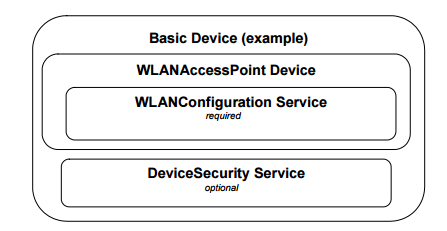 Basic Device (example)
WLANAccessPoint Device
WLANConfiguration Service
required
DeviceSecurity Service
optional